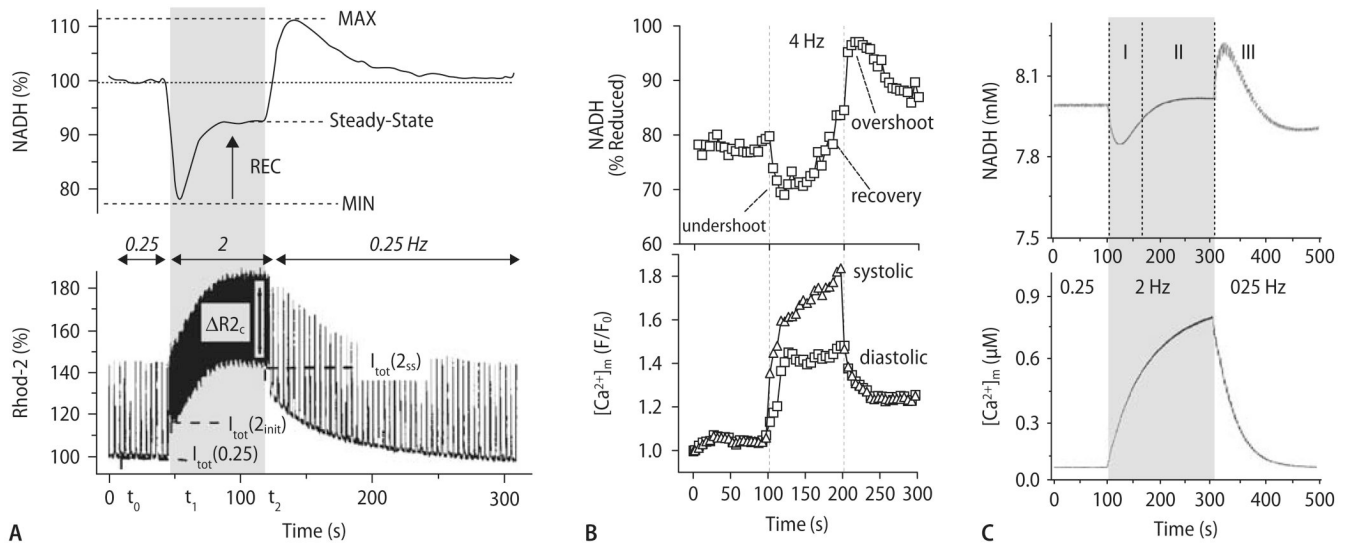 110
100
90
80
NADH (%)
MAX
Steady-State
REC
MIN
0.25
2
0.25 Hz
180
160
140
120
100
Rhod-2 (%)
ΔR2c
Itot(2ss)
Itot(2init)
Itot(0.25)
0
t0
t1
100
t2
200
300
Time (s)
A
100
90
80
70
60
NADH
(% Reduced)
4 Hz
overshoot
recovery
undershoot
1.8
1.6
1.4
1.2
1.0
[Ca2+]m (F/F0)
systolic
diastolic
0
50
100
150
200
250
300
Time (s)
B
8.1
7.8
7.5
NADH (mM)
I
II
III
0
100
200
300
400
500
0.9
0.6
0.3
0.0
[Ca2+]m (µM)
0.25
2 Hz
025 Hz
0
100
200
300
400
500
Time (s)
C